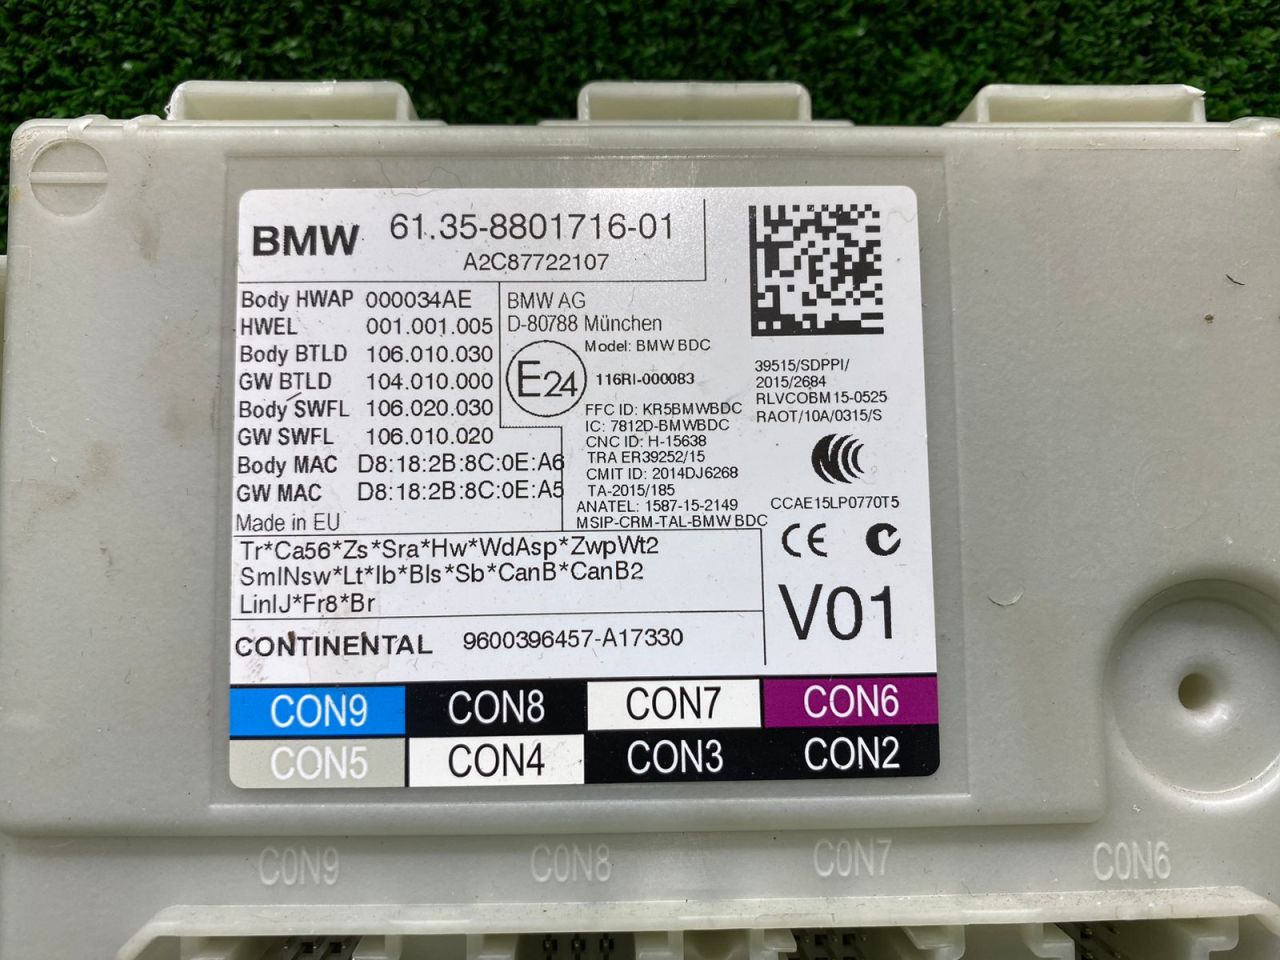 BMW 61.35-8801716-01
A2C87722107
Body HWAP 000034AE
HWEL 001.001.005
Body BTLD 106.010.030
GW BTLD 104.010.000
Body SWFL 106.020.030
GW SWFL 106.010.020
Body MAC D8:18:2B:8C:0E:A6
GW MAC D8:18:2B:8C:0E:A5
Made in EU
BMW AG
D-80788 München
Model: BMW BDC
E24
116RI-000083
FFC ID: KR5BMWBDC
IC: 7812D-BMWBDC
CNC ID: H-15638
TRA ER39252/15
CMIT ID: 2014DJ6268
TA-2015/185
ANATEL: 1587-15-2149
MSIP-CRM-TAL-BMW BDC
39515/SDPPI/
2015/2684
RLVCOBM15-0525
RAOT/10A/0315/S
CCAE15LP0770T5
CE
V01
Tr*Ca56*Zs*Sra*Hw*WdAsp*ZwpWt2
SmlNsw*Lt*Ib*Bls*Sb*CanB*CanB2
LinIJ*Fr8*Br
CONTINENTAL 9600396457-A17330
CON9 CON8 CON7 CON6
CON5 CON4 CON3 CON2
CON9 CON8 CON7 CON6